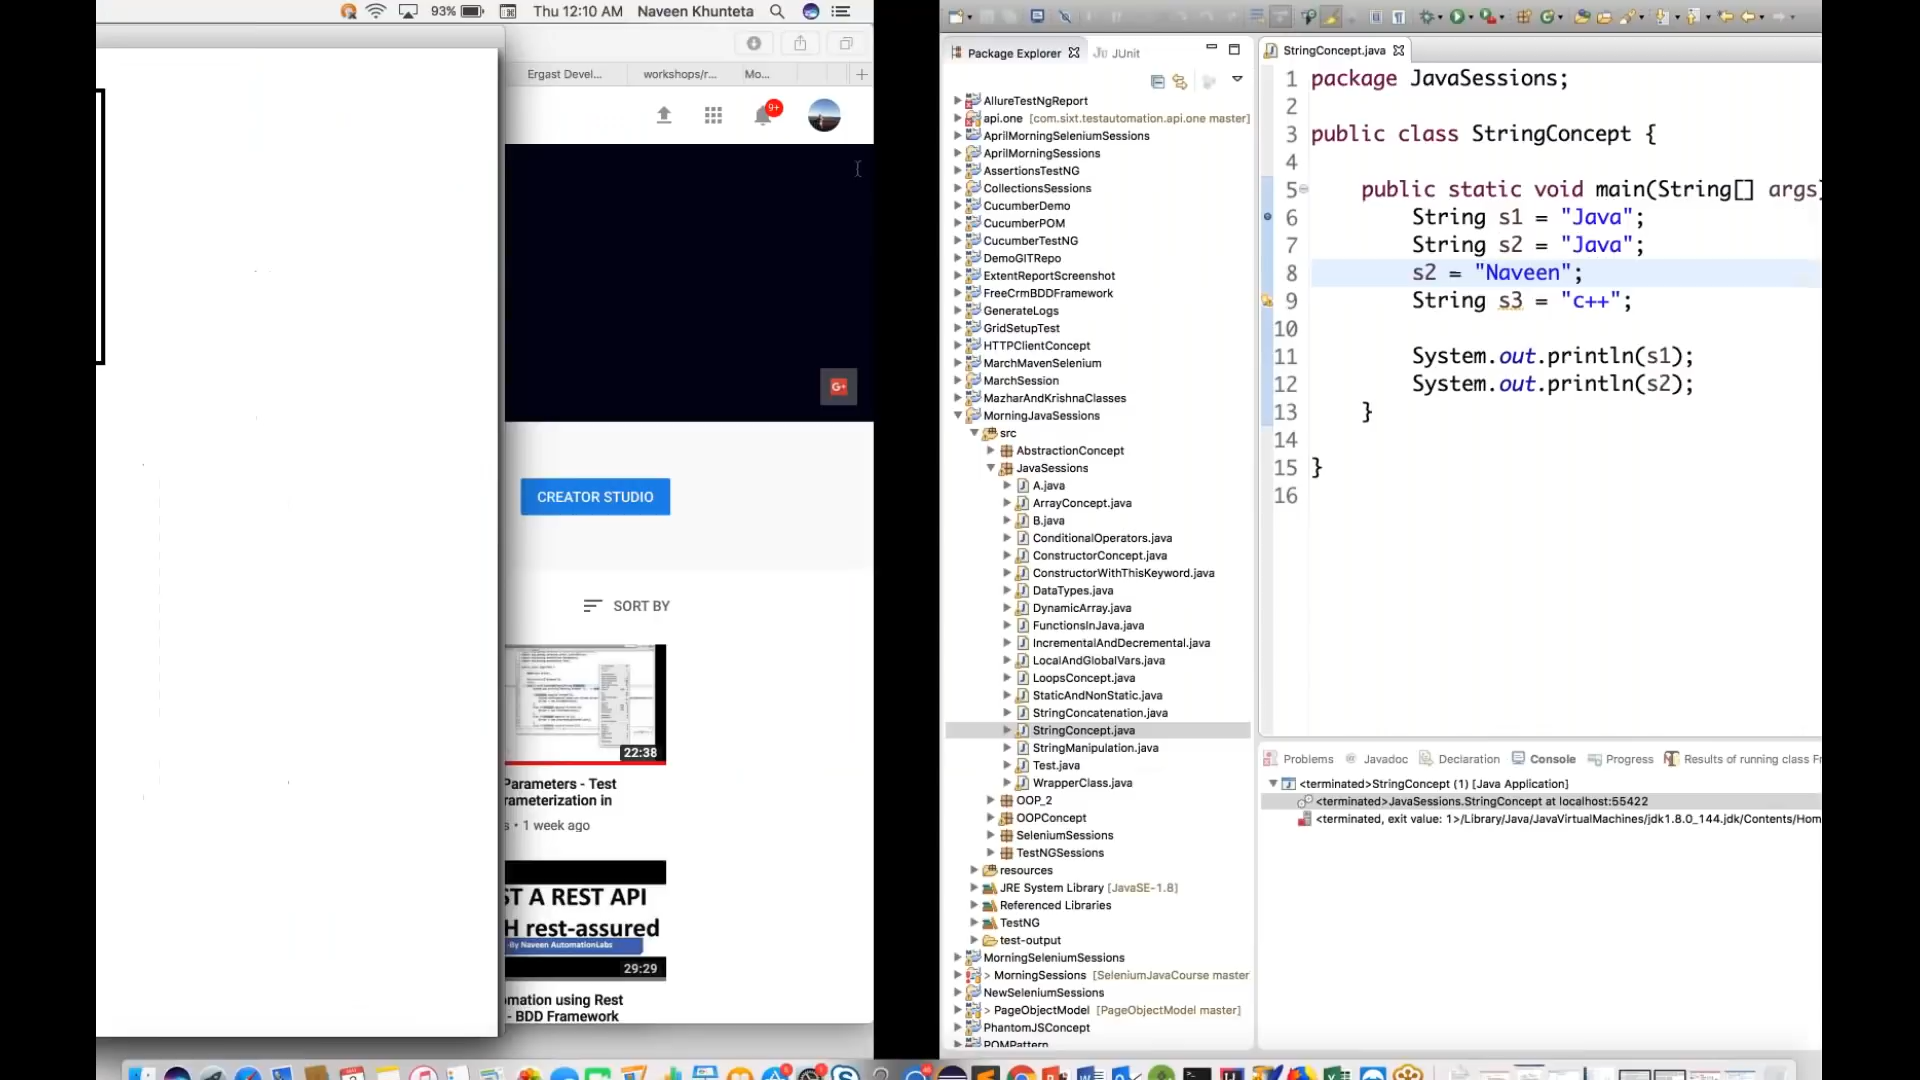 93% Thu 12:10 AM Naveen Khunteta
Ergast Devel... workshops/r... Mo... +
9+
G+
CREATOR STUDIO
SORT BY
22:38
Parameters - Test
rameterization in
s • 1 week ago
ST A REST API
H rest-assured
-By Naveen AutomationLabs
29:29
mation using Rest
- BDD Framework
Package Explorer JUnit
AllureTestNgReport
api.one [com.sixt.testautomation.api.one master]
AprilMorningSeleniumSessions
AprilMorningSessions
AssertionsTestNG
CollectionsSessions
CucumberDemo
CucumberPOM
CucumberTestNG
DemoGITRepo
ExtentReportScreenshot
FreeCrmBDDFramework
GenerateLogs
GridSetupTest
HTTPClientConcept
MarchMavenSelenium
MarchSession
MazharAndKrishnaClasses
MorningJavaSessions
src
AbstractionConcept
JavaSessions
A.java
ArrayConcept.java
B.java
ConditionalOperators.java
ConstructorConcept.java
ConstructorWithThisKeyword.java
DataTypes.java
DynamicArray.java
FunctionsInJava.java
IncrementalAndDecremental.java
LocalAndGlobalVars.java
LoopsConcept.java
StaticAndNonStatic.java
StringConcatenation.java
StringConcept.java
StringManipulation.java
Test.java
WrapperClass.java
OOP_2
OOPConcept
SeleniumSessions
TestNGSessions
resources
JRE System Library [JavaSE-1.8]
Referenced Libraries
TestNG
test-output
MorningSeleniumSessions
> MorningSessions [SeleniumJavaCourse master
NewSeleniumSessions
> PageObjectModel [PageObjectModel master]
PhantomJSConcept
POMPattern
StringConcept.java
1 package JavaSessions;
2
3 public class StringConcept {
4
5 public static void main(String[] args)
6 String s1 = "Java";
7 String s2 = "Java";
8 s2 = "Naveen";
9 String s3 = "c++";
10
11 System.out.println(s1);
12 System.out.println(s2);
13 }
14
15 }
16
Problems Javadoc Declaration Console Progress Results of running class Fr
<terminated>StringConcept (1) [Java Application]
<terminated>JavaSessions.StringConcept at localhost:55422
<terminated, exit value: 1>/Library/Java/JavaVirtualMachines/jdk1.8.0_144.jdk/Contents/Hom